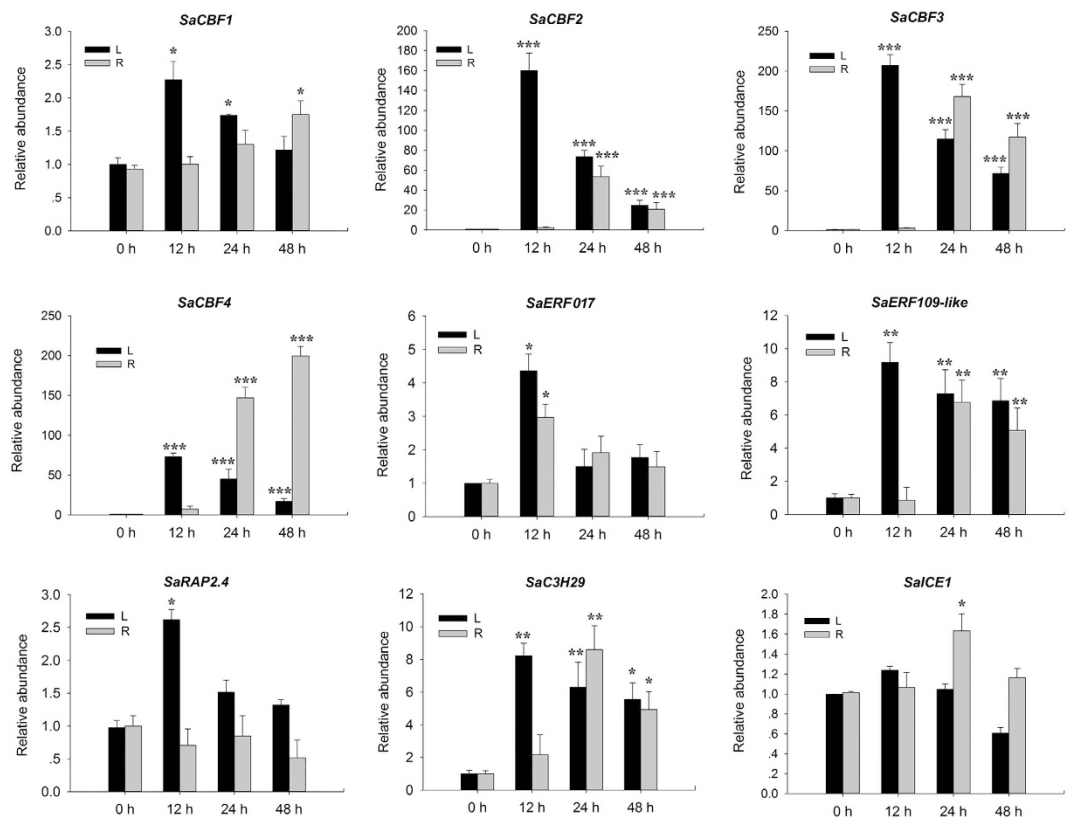 SaCBF1
Relative abundance
3.0
2.5
2.0
1.5
1.0
.5
0.0
L
R
*
*
*
0 h 12 h 24 h 48 h
SaCBF2
Relative abundance
200
180
160
140
120
100
80
60
40
20
0
L
R
***
*** ***
*** ***
0 h 12 h 24 h 48 h
SaCBF3
Relative abundance
250
200
150
100
50
0
L
R
***
*** ***
*** ***
0 h 12 h 24 h 48 h
SaCBF4
Relative abundance
250
200
150
100
50
0
L
R
***
*** ***
*** ***
0 h 12 h 24 h 48 h
SaERF017
Relative abundance
6
5
4
3
2
1
0
L
R
* *
0 h 12 h 24 h 48 h
SaERF109-like
Relative abundance
12
10
8
6
4
2
0
L
R
**
** **
** **
0 h 12 h 24 h 48 h
SaRAP2.4
Relative abundance
3.0
2.5
2.0
1.5
1.0
.5
0.0
L
R
*
0 h 12 h 24 h 48 h
SaC3H29
Relative abundance
12
10
8
6
4
2
0
L
R
**
** **
* *
0 h 12 h 24 h 48 h
SaICE1
Relative abundance
2.0
1.8
1.6
1.4
1.2
1.0
.8
.6
.4
.2
0.0
L
R
*
0 h 12 h 24 h 48 h